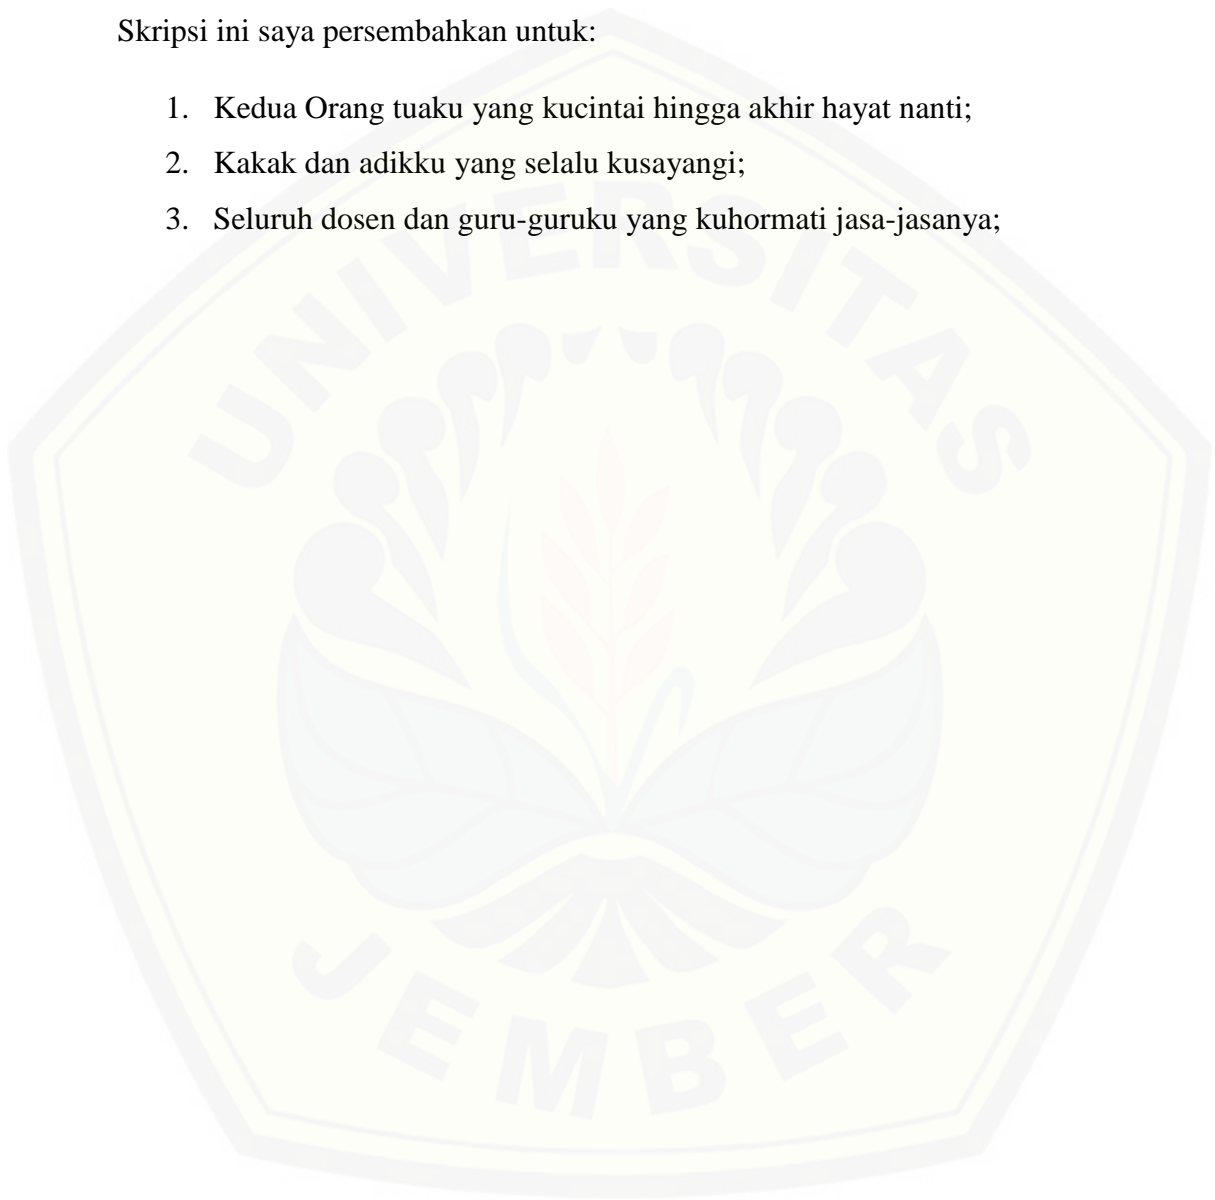 Skripsi ini saya persembahkan untuk:
1. Kedua Orang tuaku yang kucintai hingga akhir hayat nanti;
2. Kakak dan adikku yang selalu kusayangi;
3. Seluruh dosen dan guru-guruku yang kuhormati jasa-jasanya;
UNIVERSITAS
JEMBER